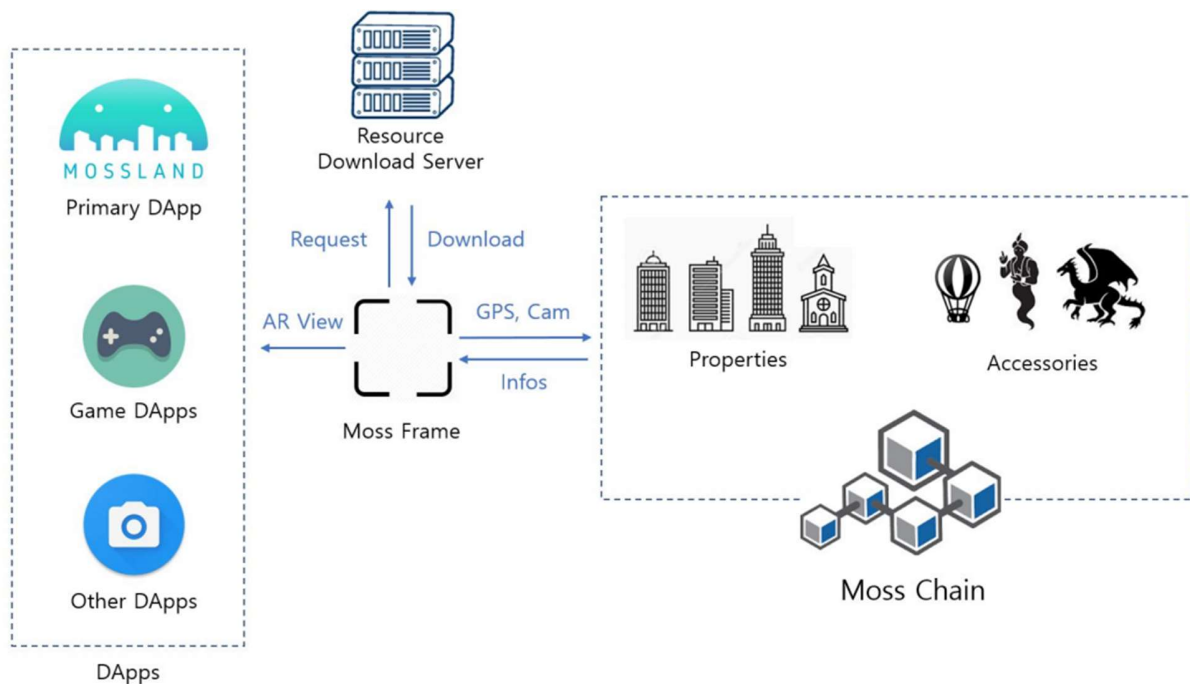 MOSSLAND
Primary DApp
Game DApps
Other DApps
DApps
Resource
Download Server
Request
Download
AR View
Moss Frame
GPS, Cam
Infos
Properties
Accessories
Moss Chain